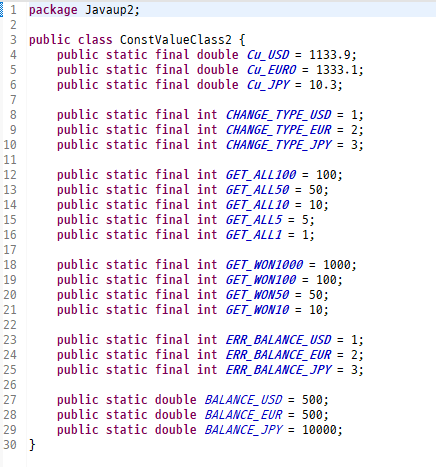 1 package Javaup2;
2
3 public class ConstValueClass2 {
4 public static final double Cu_USD = 1133.9;
5 public static final double Cu_EURO = 1333.1;
6 public static final double Cu_JPY = 10.3;
7
8 public static final int CHANGE_TYPE_USD = 1;
9 public static final int CHANGE_TYPE_EUR = 2;
10 public static final int CHANGE_TYPE_JPY = 3;
11
12 public static final int GET_ALL100 = 100;
13 public static final int GET_ALL50 = 50;
14 public static final int GET_ALL10 = 10;
15 public static final int GET_ALL5 = 5;
16 public static final int GET_ALL1 = 1;
17
18 public static final int GET_WON1000 = 1000;
19 public static final int GET_WON100 = 100;
20 public static final int GET_WON50 = 50;
21 public static final int GET_WON10 = 10;
22
23 public static final int ERR_BALANCE_USD = 1;
24 public static final int ERR_BALANCE_EUR = 2;
25 public static final int ERR_BALANCE_JPY = 3;
26
27 public static double BALANCE_USD = 500;
28 public static double BALANCE_EUR = 500;
29 public static double BALANCE_JPY = 10000;
30 }